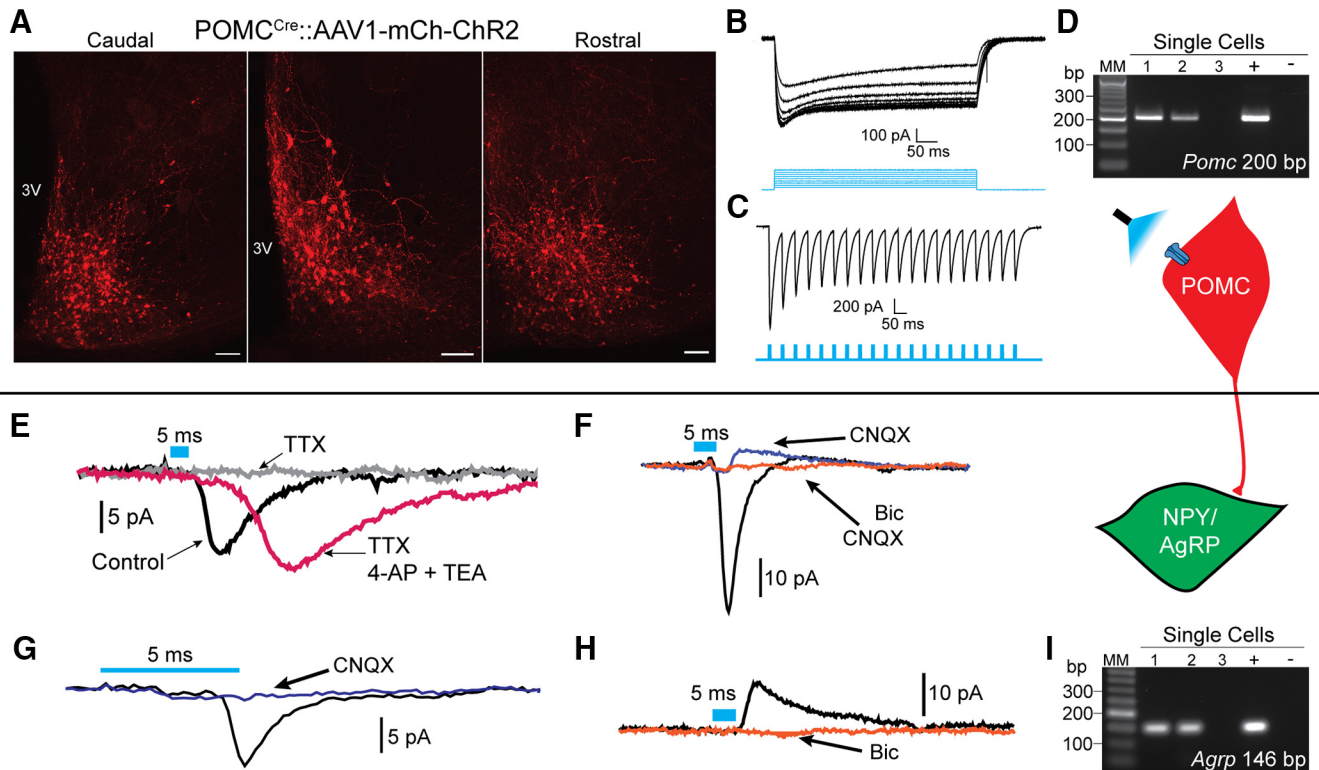 A
POMC^Cre::AAV1-mCh-ChR2
Caudal
Rostral
3V
3V
B
100 pA
50 ms
C
200 pA
50 ms
D
Single Cells
bp MM 1 2 3 + -
300
200
100
Pomc 200 bp
POMC
NPY/
AgRP
E
5 ms
TTX
5 pA
Control
TTX
4-AP + TEA
F
5 ms
CNQX
Bic
CNQX
10 pA
G
5 ms
CNQX
5 pA
H
5 ms
10 pA
Bic
I
Single Cells
bp MM 1 2 3 + -
300
200
100
Agrp 146 bp